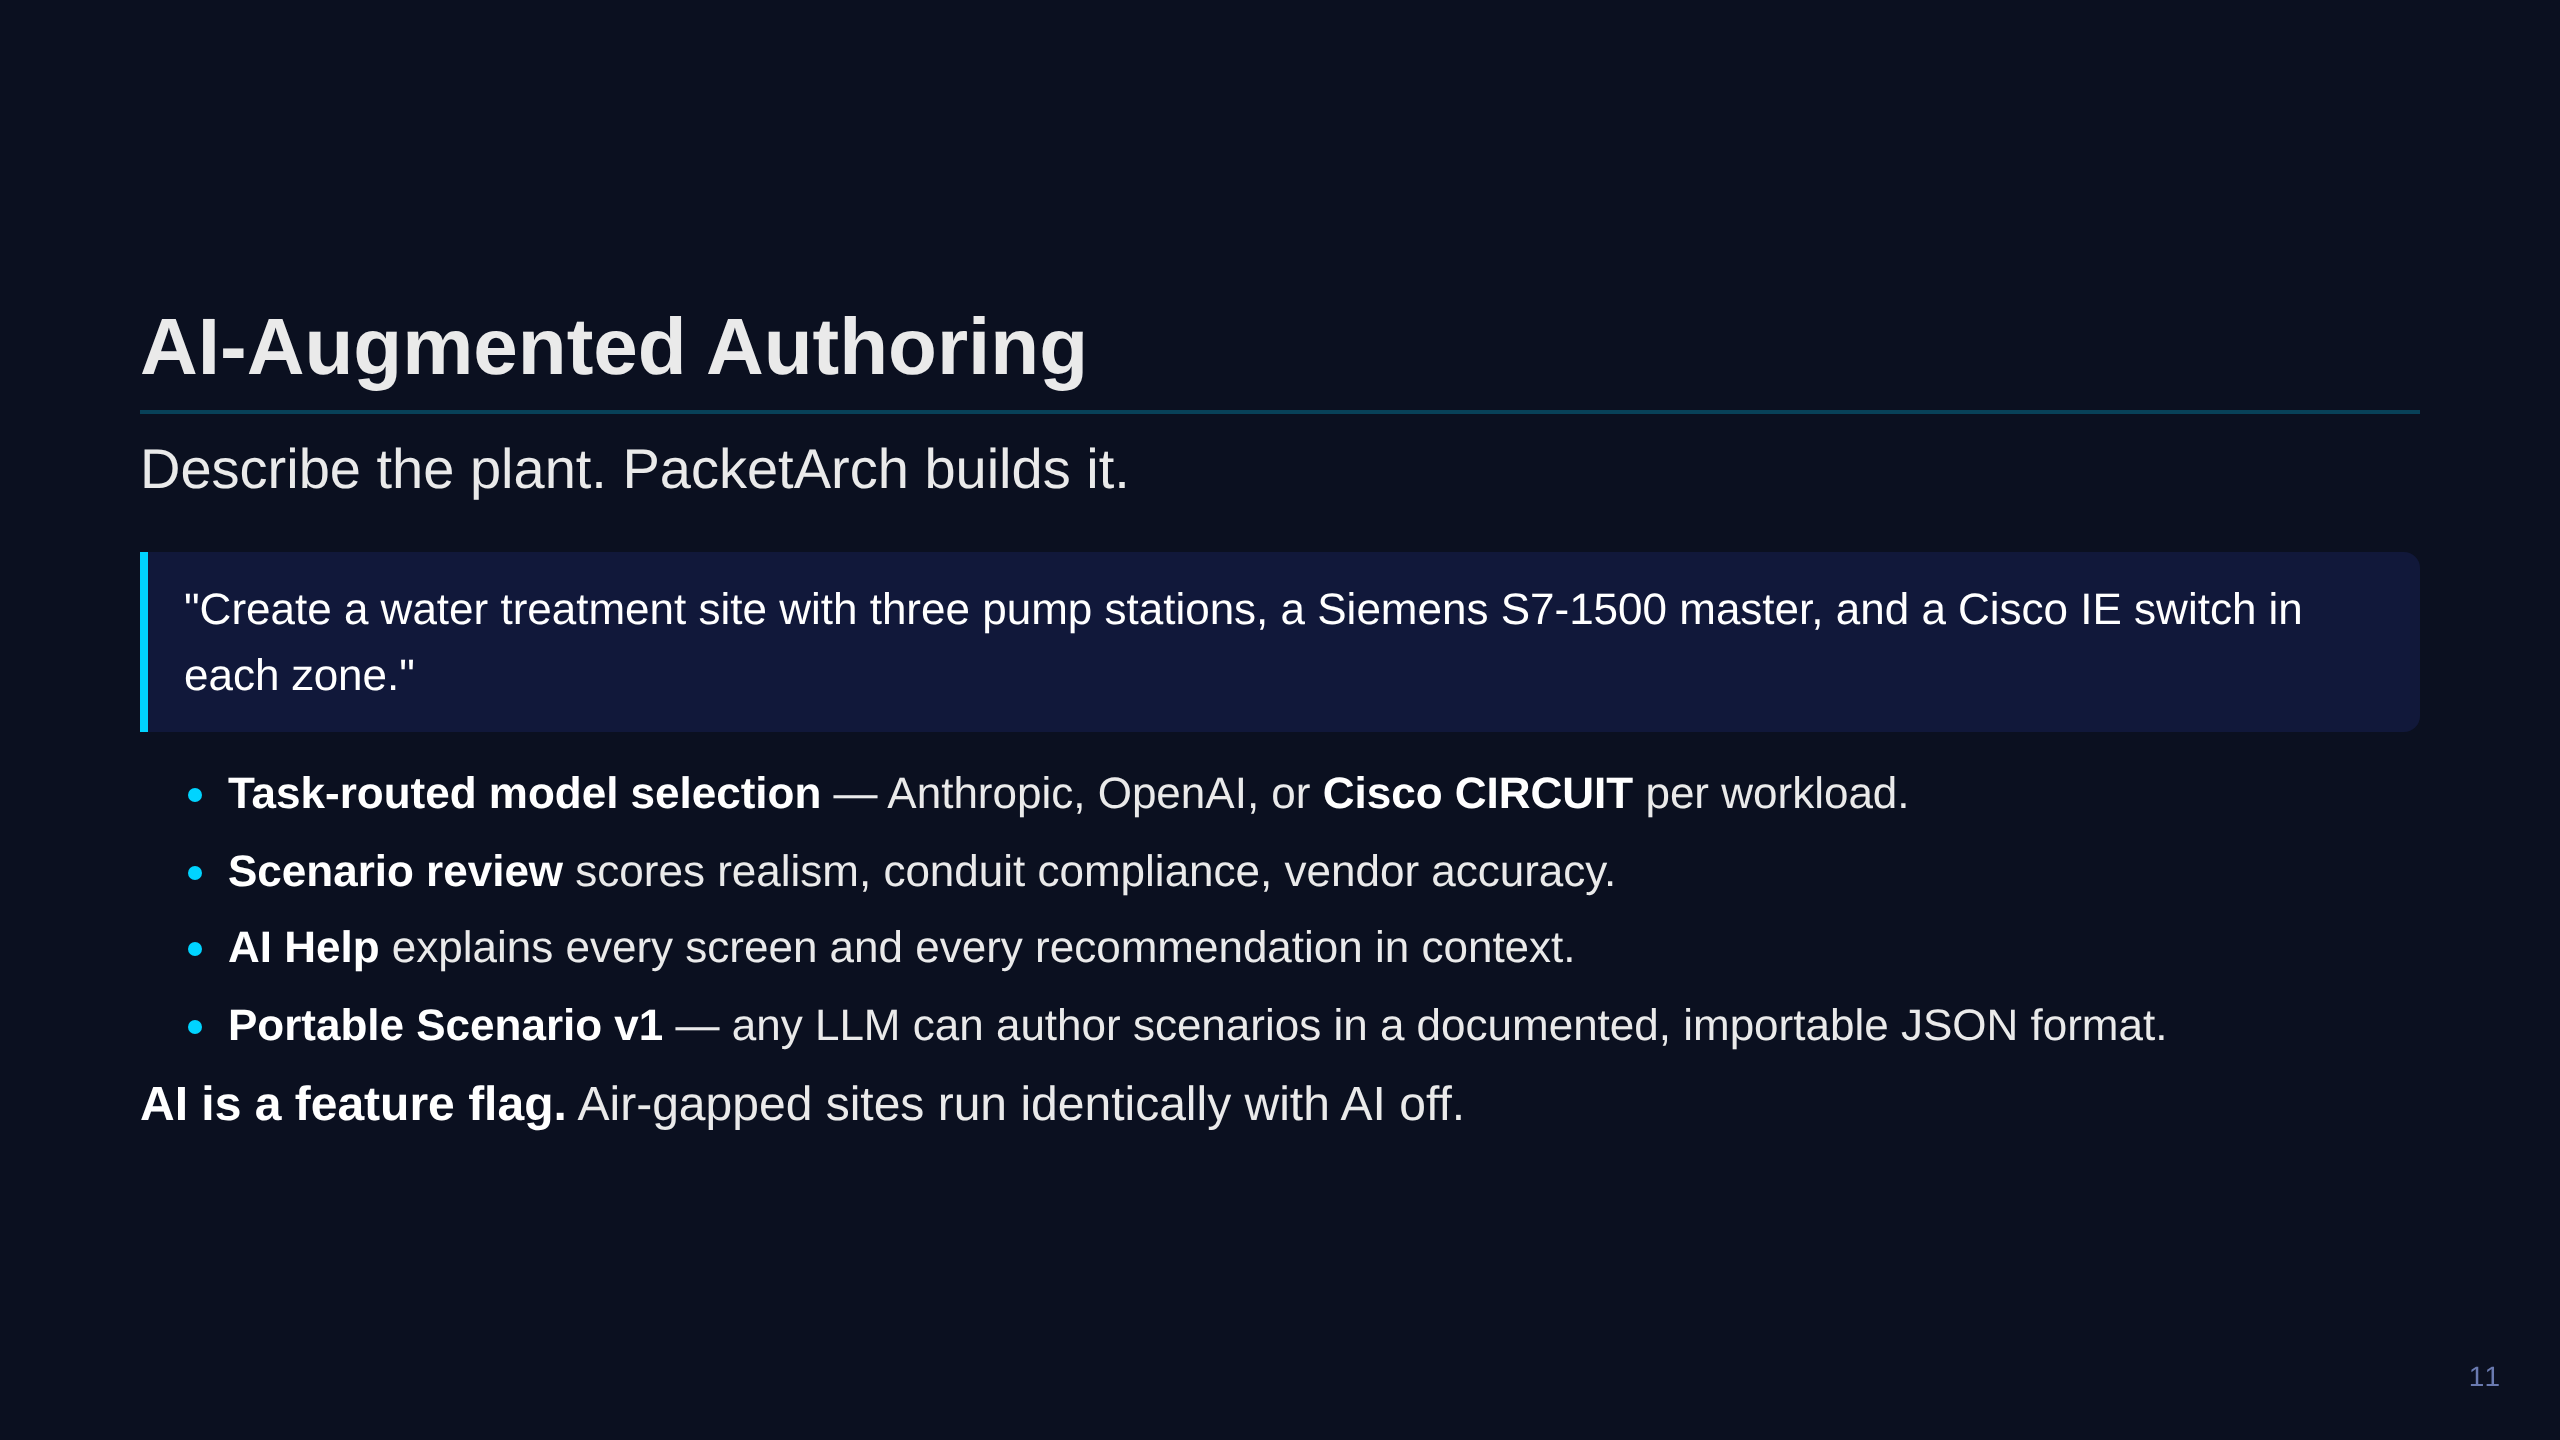 AI-Augmented Authoring
Describe the plant. PacketArch builds it.
"Create a water treatment site with three pump stations, a Siemens S7-1500 master, and a Cisco IE switch in
each zone."
• Task-routed model selection — Anthropic, OpenAI, or Cisco CIRCUIT per workload.
• Scenario review scores realism, conduit compliance, vendor accuracy.
• AI Help explains every screen and every recommendation in context.
• Portable Scenario v1 — any LLM can author scenarios in a documented, importable JSON format.
AI is a feature flag. Air-gapped sites run identically with AI off.
11